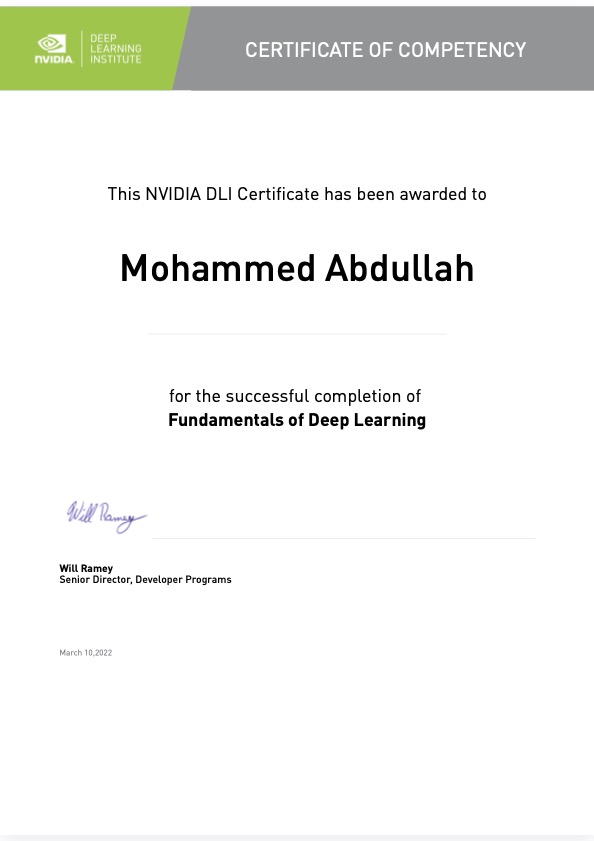 NVIDIA.
DEEP
LEARNING
INSTITUTE
CERTIFICATE OF COMPETENCY
This NVIDIA DLI Certificate has been awarded to
Mohammed Abdullah
for the successful completion of
Fundamentals of Deep Learning
Will Ramey
Will Ramey
Senior Director, Developer Programs
March 10,2022